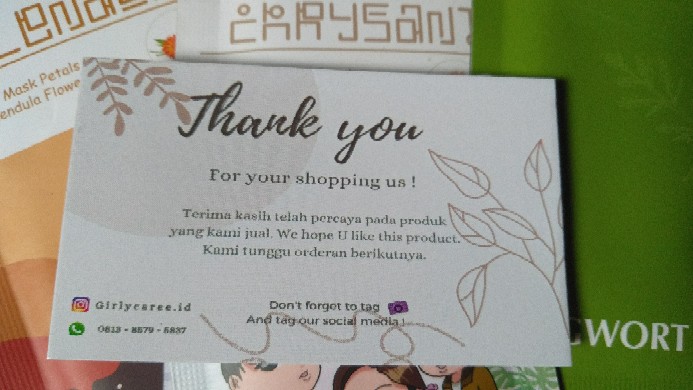 CHRYSAN
Mask Petals
endula Flowe
Thank you
For your shopping us !
Terima kasih telah percaya pada produk
yang kami jual. We hope U like this product.
Kami tunggu orderan berikutnya.
Girlycaree.id
Don't forget to tag
And tag our social media !
WORT